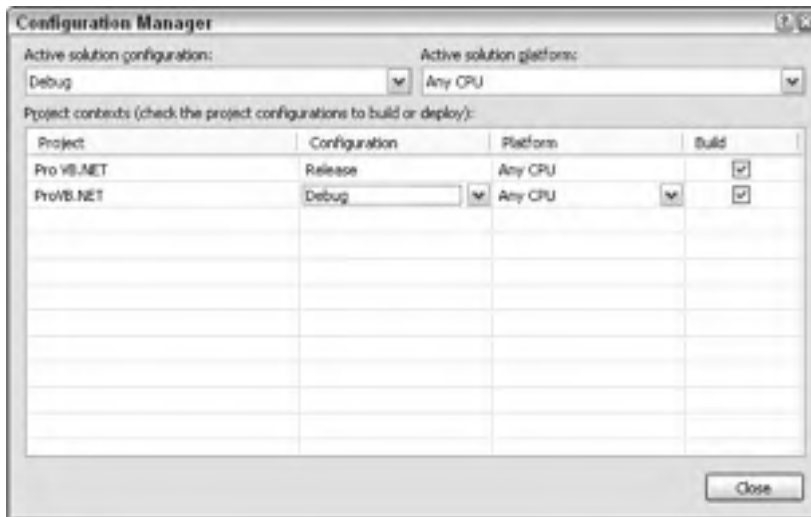 Configuration Manager
Active solution configuration: Active solution platform:
Debug Any CPU
Project contexts (check the project configurations to build or deploy):
Project Configuration Platform Build
Pro VB.NET Release Any CPU
ProVB.NET Debug Any CPU
Close